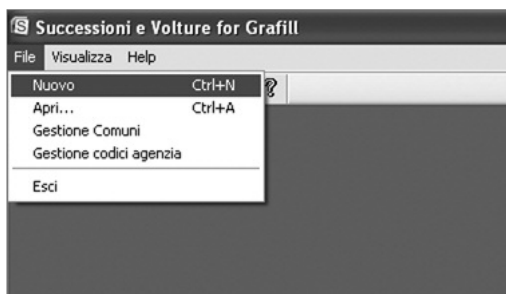 Successioni e Volture for Grafill
File Visualizza Help
Nuovo Ctrl+N
Apri... Ctrl+A
Gestione Comuni
Gestione codici agenzia
Esci